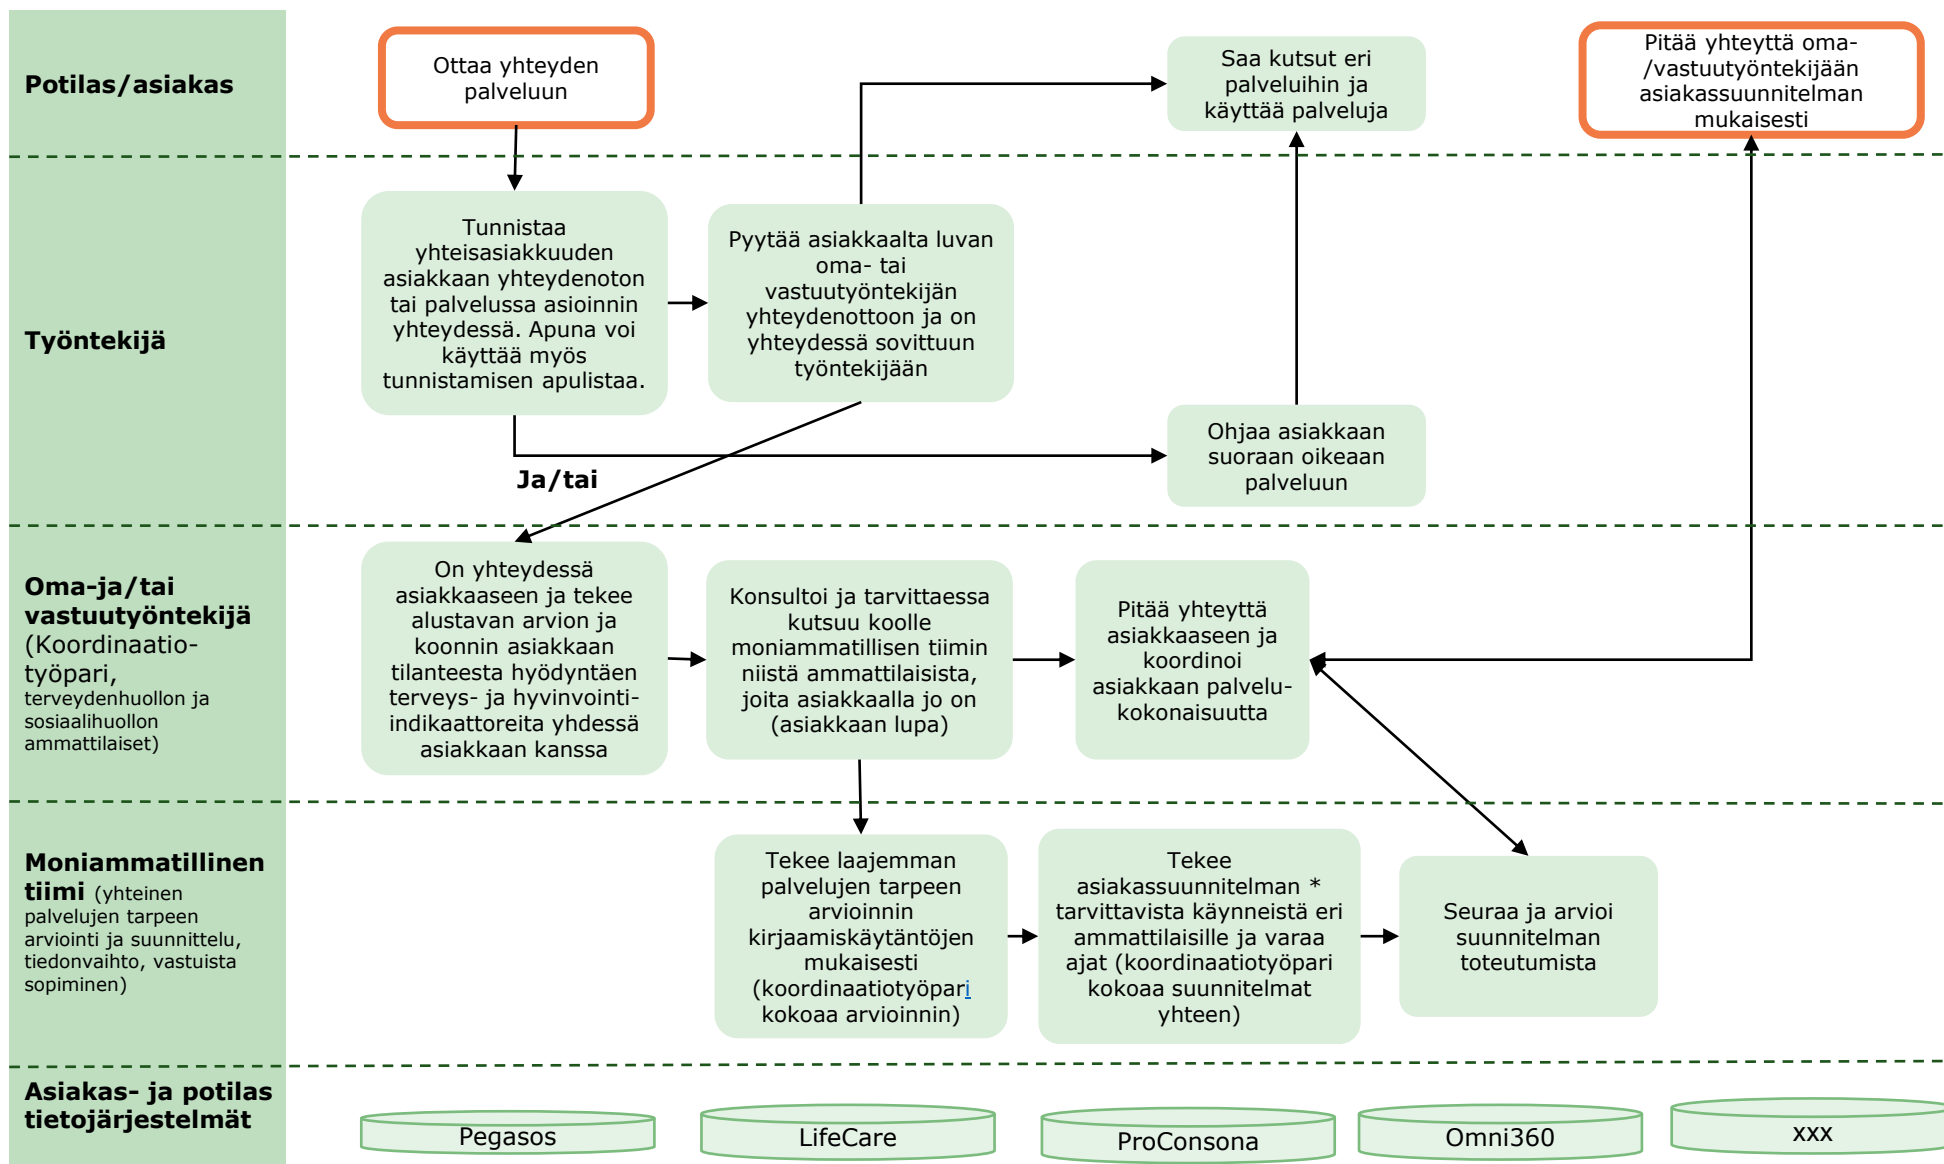 Potilas/asiakas
Ottaa yhteyden
palveluun
Saa kutsut eri
palveluihin ja
käyttää palveluja
Pitää yhteyttä oma-
/vastuutyöntekijään
asiakassuunnitelman
mukaisesti
Työntekijä
Tunnistaa
yhteisasiakkuuden
asiakkaan yhteydenoton
tai palvelussa asioinnin
yhteydessä. Apuna voi
käyttää myös
tunnistamisen apulistaa.
Pyytää asiakkaalta luvan
oma- tai
vastuutyöntekijän
yhteydenottoon ja on
yhteydessä sovittuun
työntekijään
Ohjaa asiakkaan
suoraan oikeaan
palveluun
Ja/tai
Oma-ja/tai
vastuutyöntekijä
(Koordinaatio-
työpari,
terveydenhuollon ja
sosiaalihuollon
ammattilaiset)
On yhteydessä
asiakkaaseen ja tekee
alustavan arvion ja
koonnin asiakkaan
tilanteesta hyödyntäen
terveys- ja hyvinvointi-
indikaattoreita yhdessä
asiakkaan kanssa
Konsultoi ja tarvittaessa
kutsuu koolle
moniammatillisen tiimin
niistä ammattilaisista,
joita asiakkaalla jo on
(asiakkaan lupa)
Pitää yhteyttä
asiakkaaseen ja
koordinoi
asiakkaan palvelu-
kokonaisuutta
Moniammatillinen
tiimi (yhteinen
palvelujen tarpeen
arviointi ja suunnittelu,
tiedonvaihto, vastuista
sopiminen)
Tekee laajemman
palvelujen tarpeen
arvioinnin
kirjaamiskäytäntöjen
mukaisesti
(koordinaatiotyöpari
kokoaa arvioinnin)
Tekee
asiakassuunnitelman *
tarvittavista käynneistä eri
ammattilaisille ja varaa
ajat (koordinaatiotyöpari
kokoaa suunnitelmat
yhteen)
Seuraa ja arvioi
suunnitelman
toteutumista
Asiakas- ja potilas
tietojärjestelmät
Pegasos
LifeCare
ProConsona
Omni360
xxx